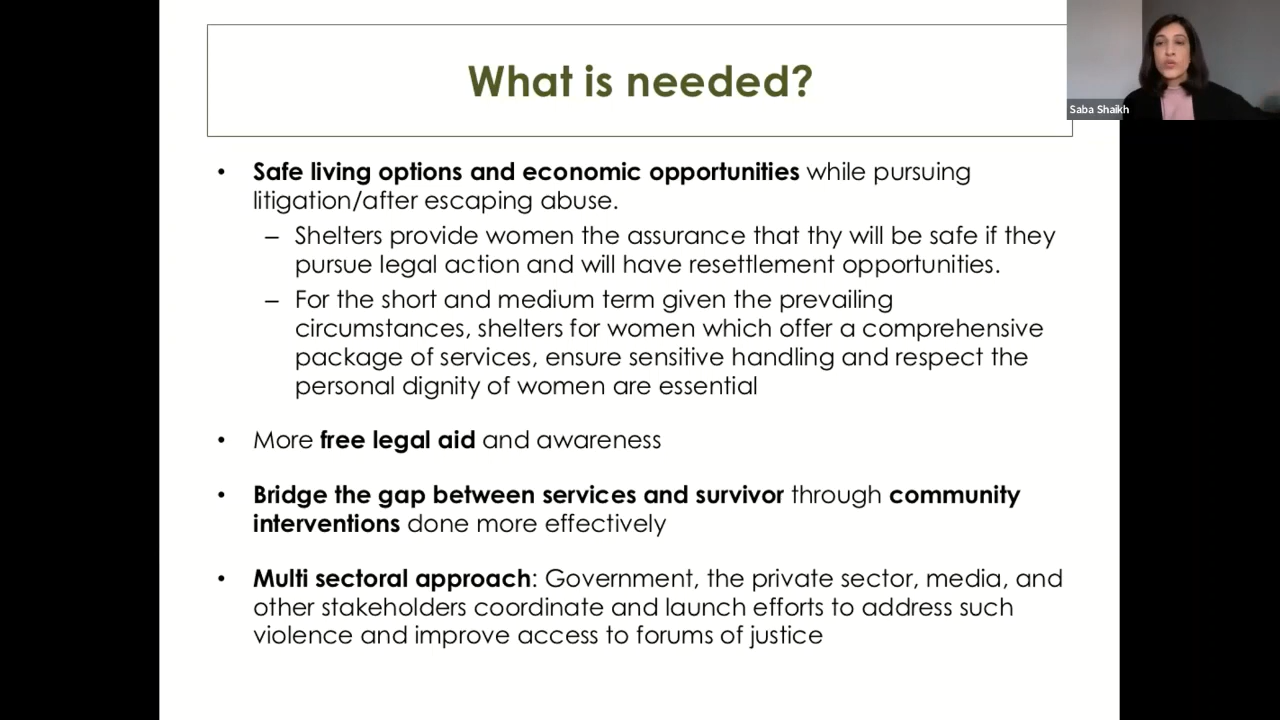 What is needed?
Saba Shaikh
• Safe living options and economic opportunities while pursuing
litigation/after escaping abuse.
– Shelters provide women the assurance that thy will be safe if they
pursue legal action and will have resettlement opportunities.
– For the short and medium term given the prevailing
circumstances, shelters for women which offer a comprehensive
package of services, ensure sensitive handling and respect the
personal dignity of women are essential
• More free legal aid and awareness
• Bridge the gap between services and survivor through community
interventions done more effectively
• Multi sectoral approach: Government, the private sector, media, and
other stakeholders coordinate and launch efforts to address such
violence and improve access to forums of justice